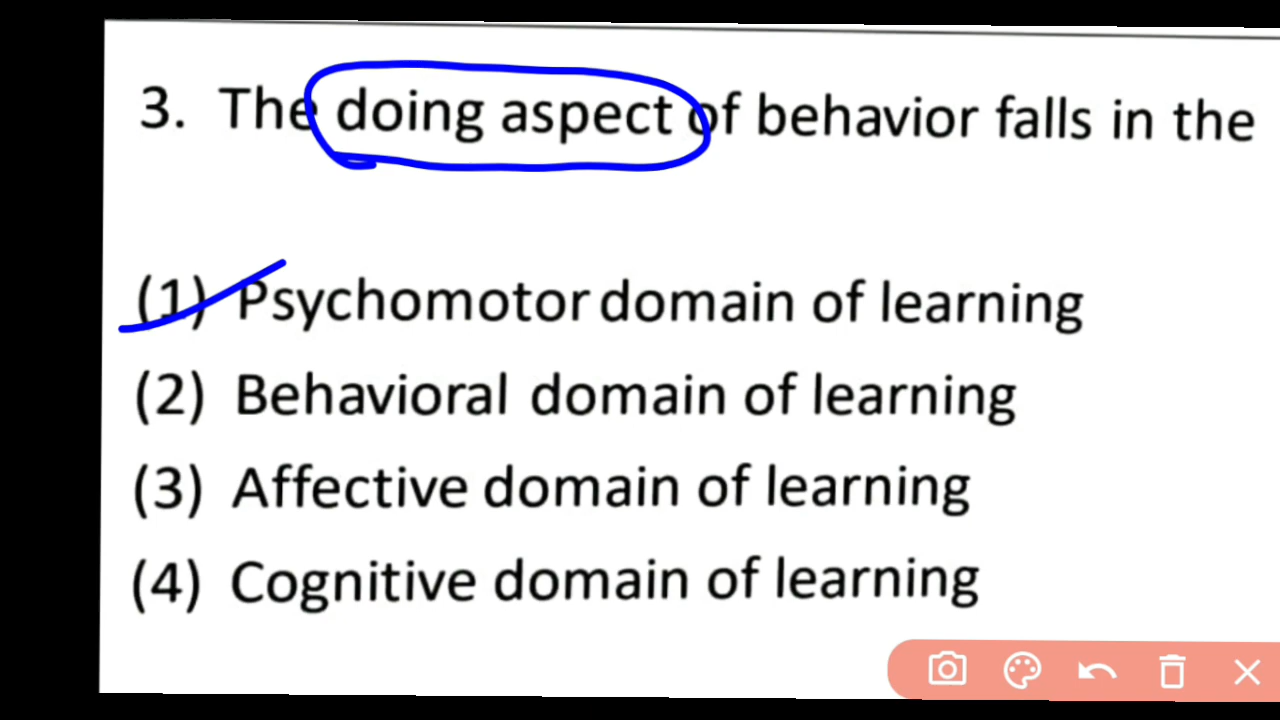 3. The doing aspect of behavior falls in the
(1) Psychomotor domain of learning
(2) Behavioral domain of learning
(3) Affective domain of learning
(4) Cognitive domain of learning